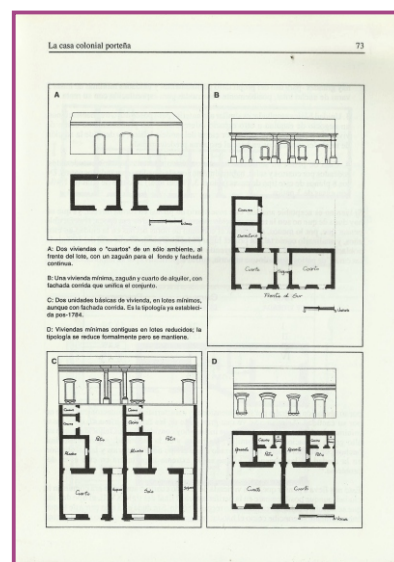 La casa colonial porteña 73
A
B
A: Dos viviendas o "cuartos" de un sólo ambiente, al
frente del lote, con un zaguán para el fondo y fachada
continua.
B: Una vivienda mínima, zaguán y cuarto de alquiler, con
fachada corrida que unifica el conjunto.
C: Dos unidades básicas de vivienda, en lotes mínimos,
aunque con fachada corrida. Es la tipología ya estableci-
da pos-1784.
D: Viviendas mínimas contiguas en lotes reducidos; la
tipología se reduce formalmente pero se mantiene.
Cuarto
Cuarto
C
D
Patio
Patio
Cuarto
Sala
Patio
Patio
Cuarto
Cuarto